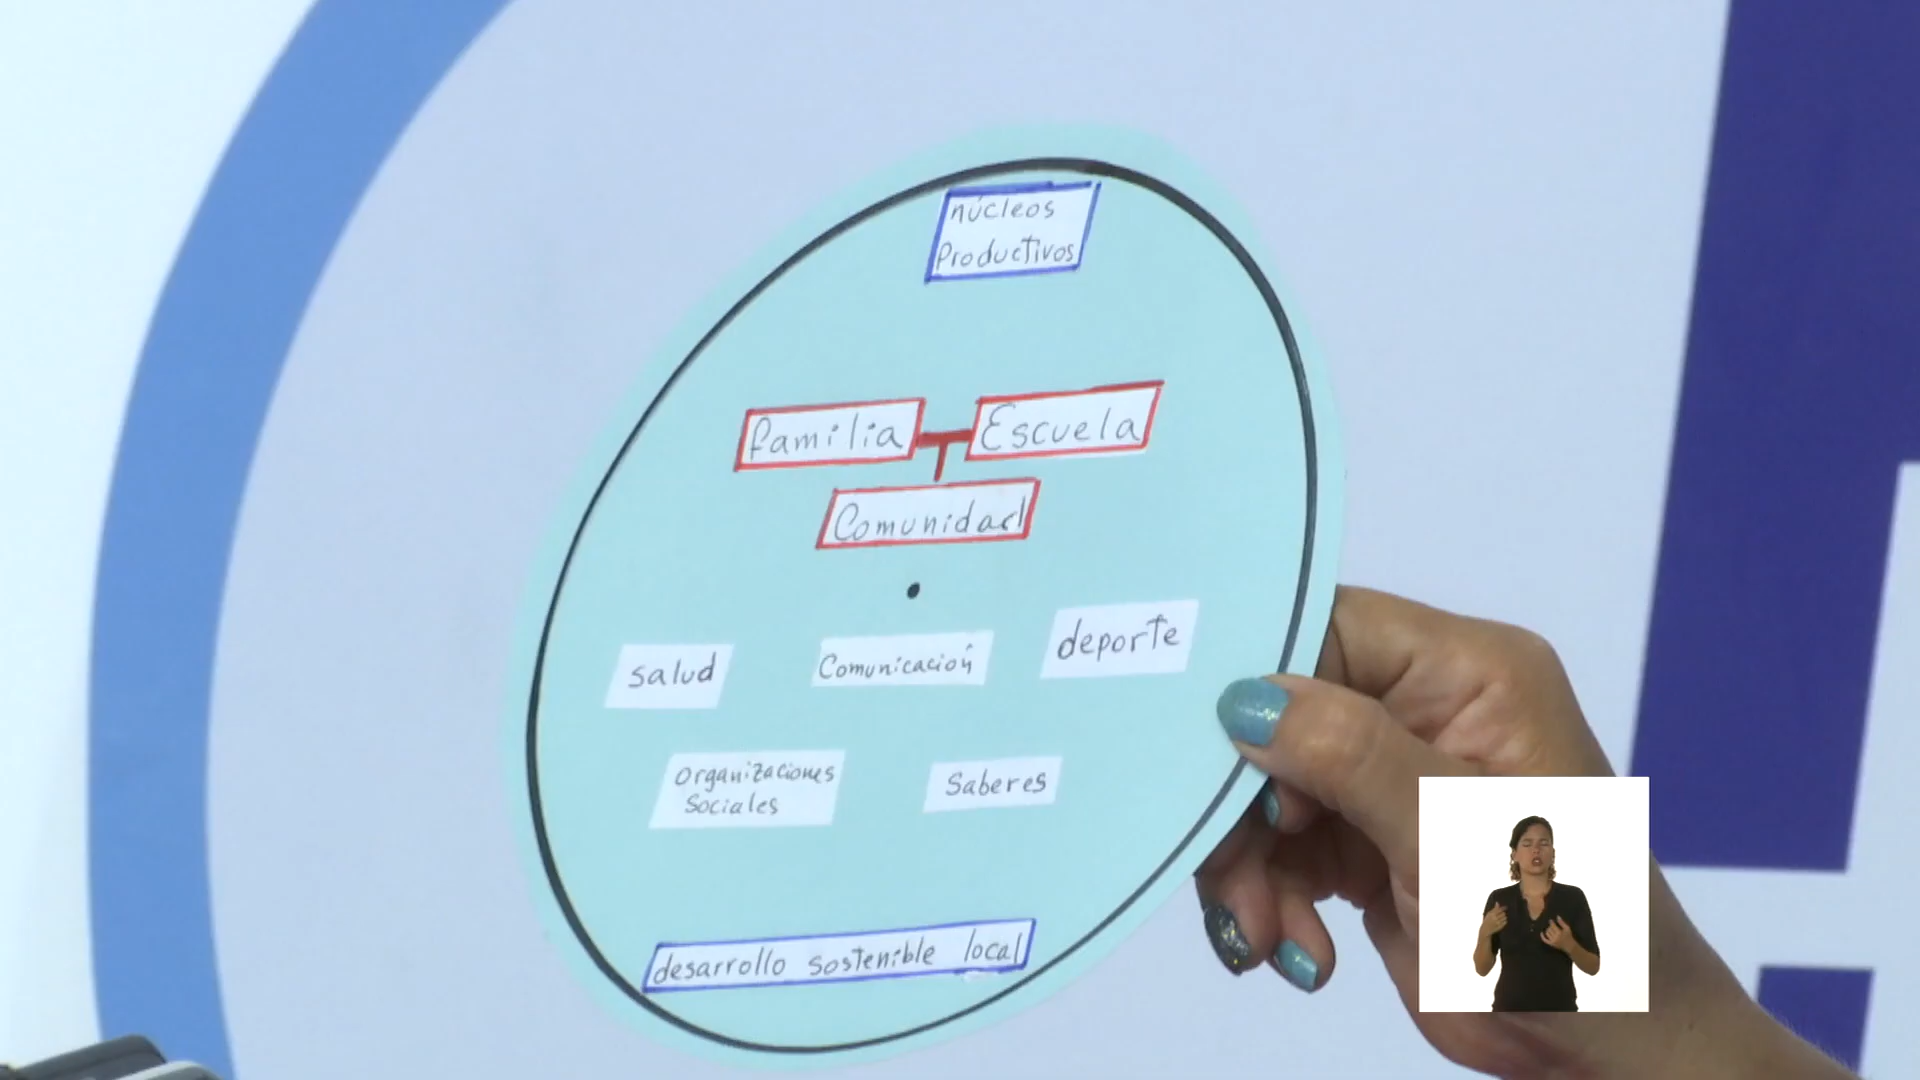 núcleos
Productivos
familia
Escuela
Comunidad
salud
Comunicación
deporte
Organizaciones
Sociales
Saberes
desarrollo sostenible local